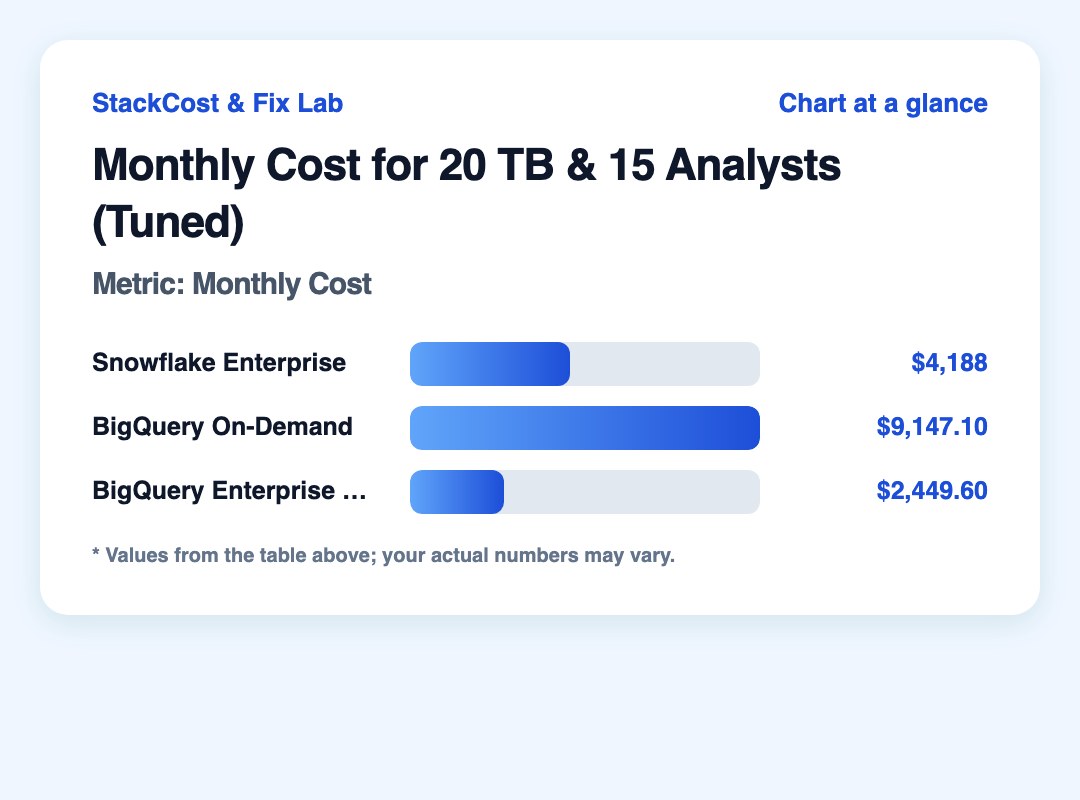 StackCost & Fix Lab
Chart at a glance
Monthly Cost for 20 TB & 15 Analysts
(Tuned)
Metric: Monthly Cost
Snowflake Enterprise $4,188
BigQuery On-Demand $9,147.10
BigQuery Enterprise … $2,449.60
* Values from the table above; your actual numbers may vary.